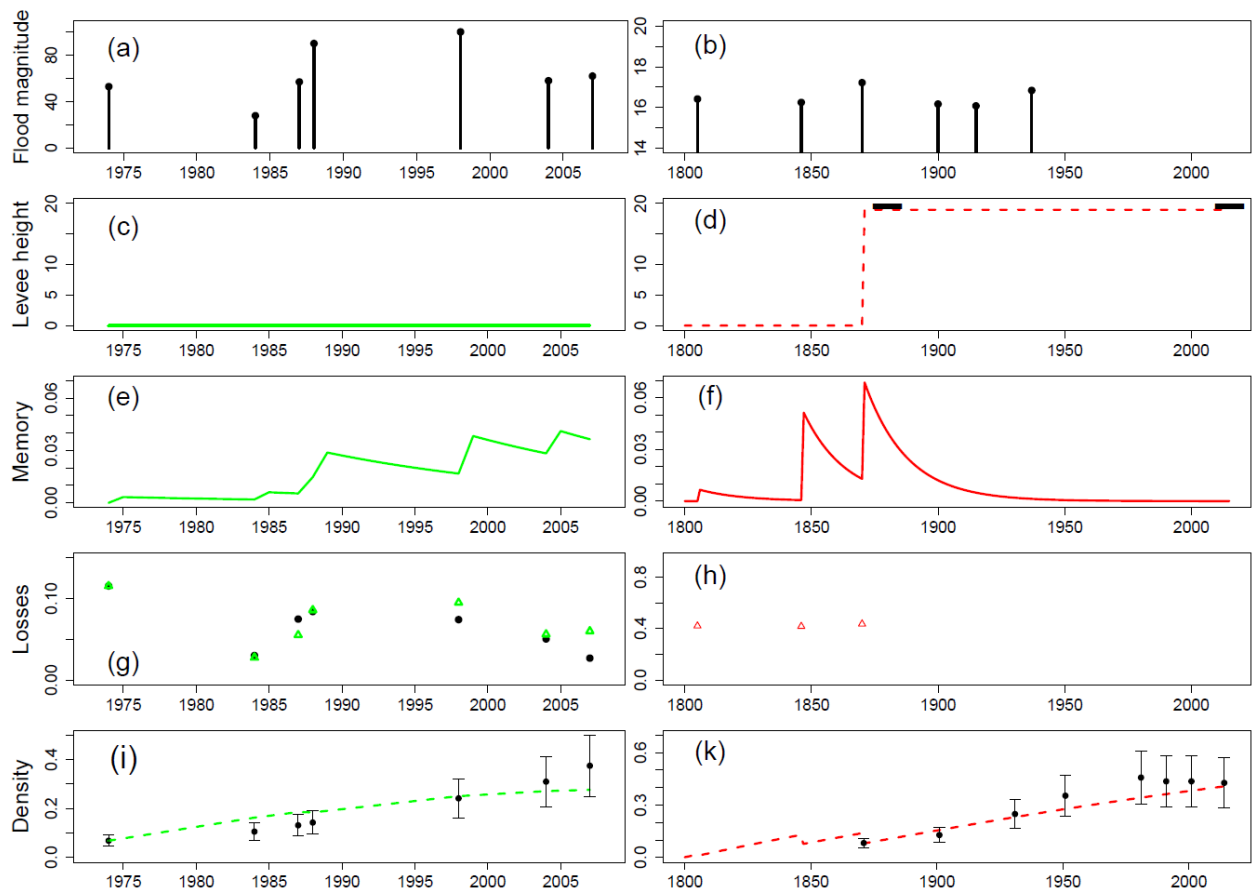 Flood magnitude
0 40 80
(a)
1975 1980 1985 1990 1995 2000 2005
14 16 18 20
(b)
1800 1850 1900 1950 2000
Levee height
0 5 10 15 20
(c)
1975 1980 1985 1990 1995 2000 2005
0 5 10 15 20
(d)
1800 1850 1900 1950 2000
Memory
0.00 0.03 0.06
(e)
1975 1980 1985 1990 1995 2000 2005
0.00 0.03 0.06
(f)
1800 1850 1900 1950 2000
Losses
0.00 0.10
(g)
1975 1980 1985 1990 1995 2000 2005
0.0 0.4 0.8
(h)
1800 1850 1900 1950 2000
Density
0.0 0.2 0.4
(i)
1975 1980 1985 1990 1995 2000 2005
0.0 0.3 0.6
(k)
1800 1850 1900 1950 2000